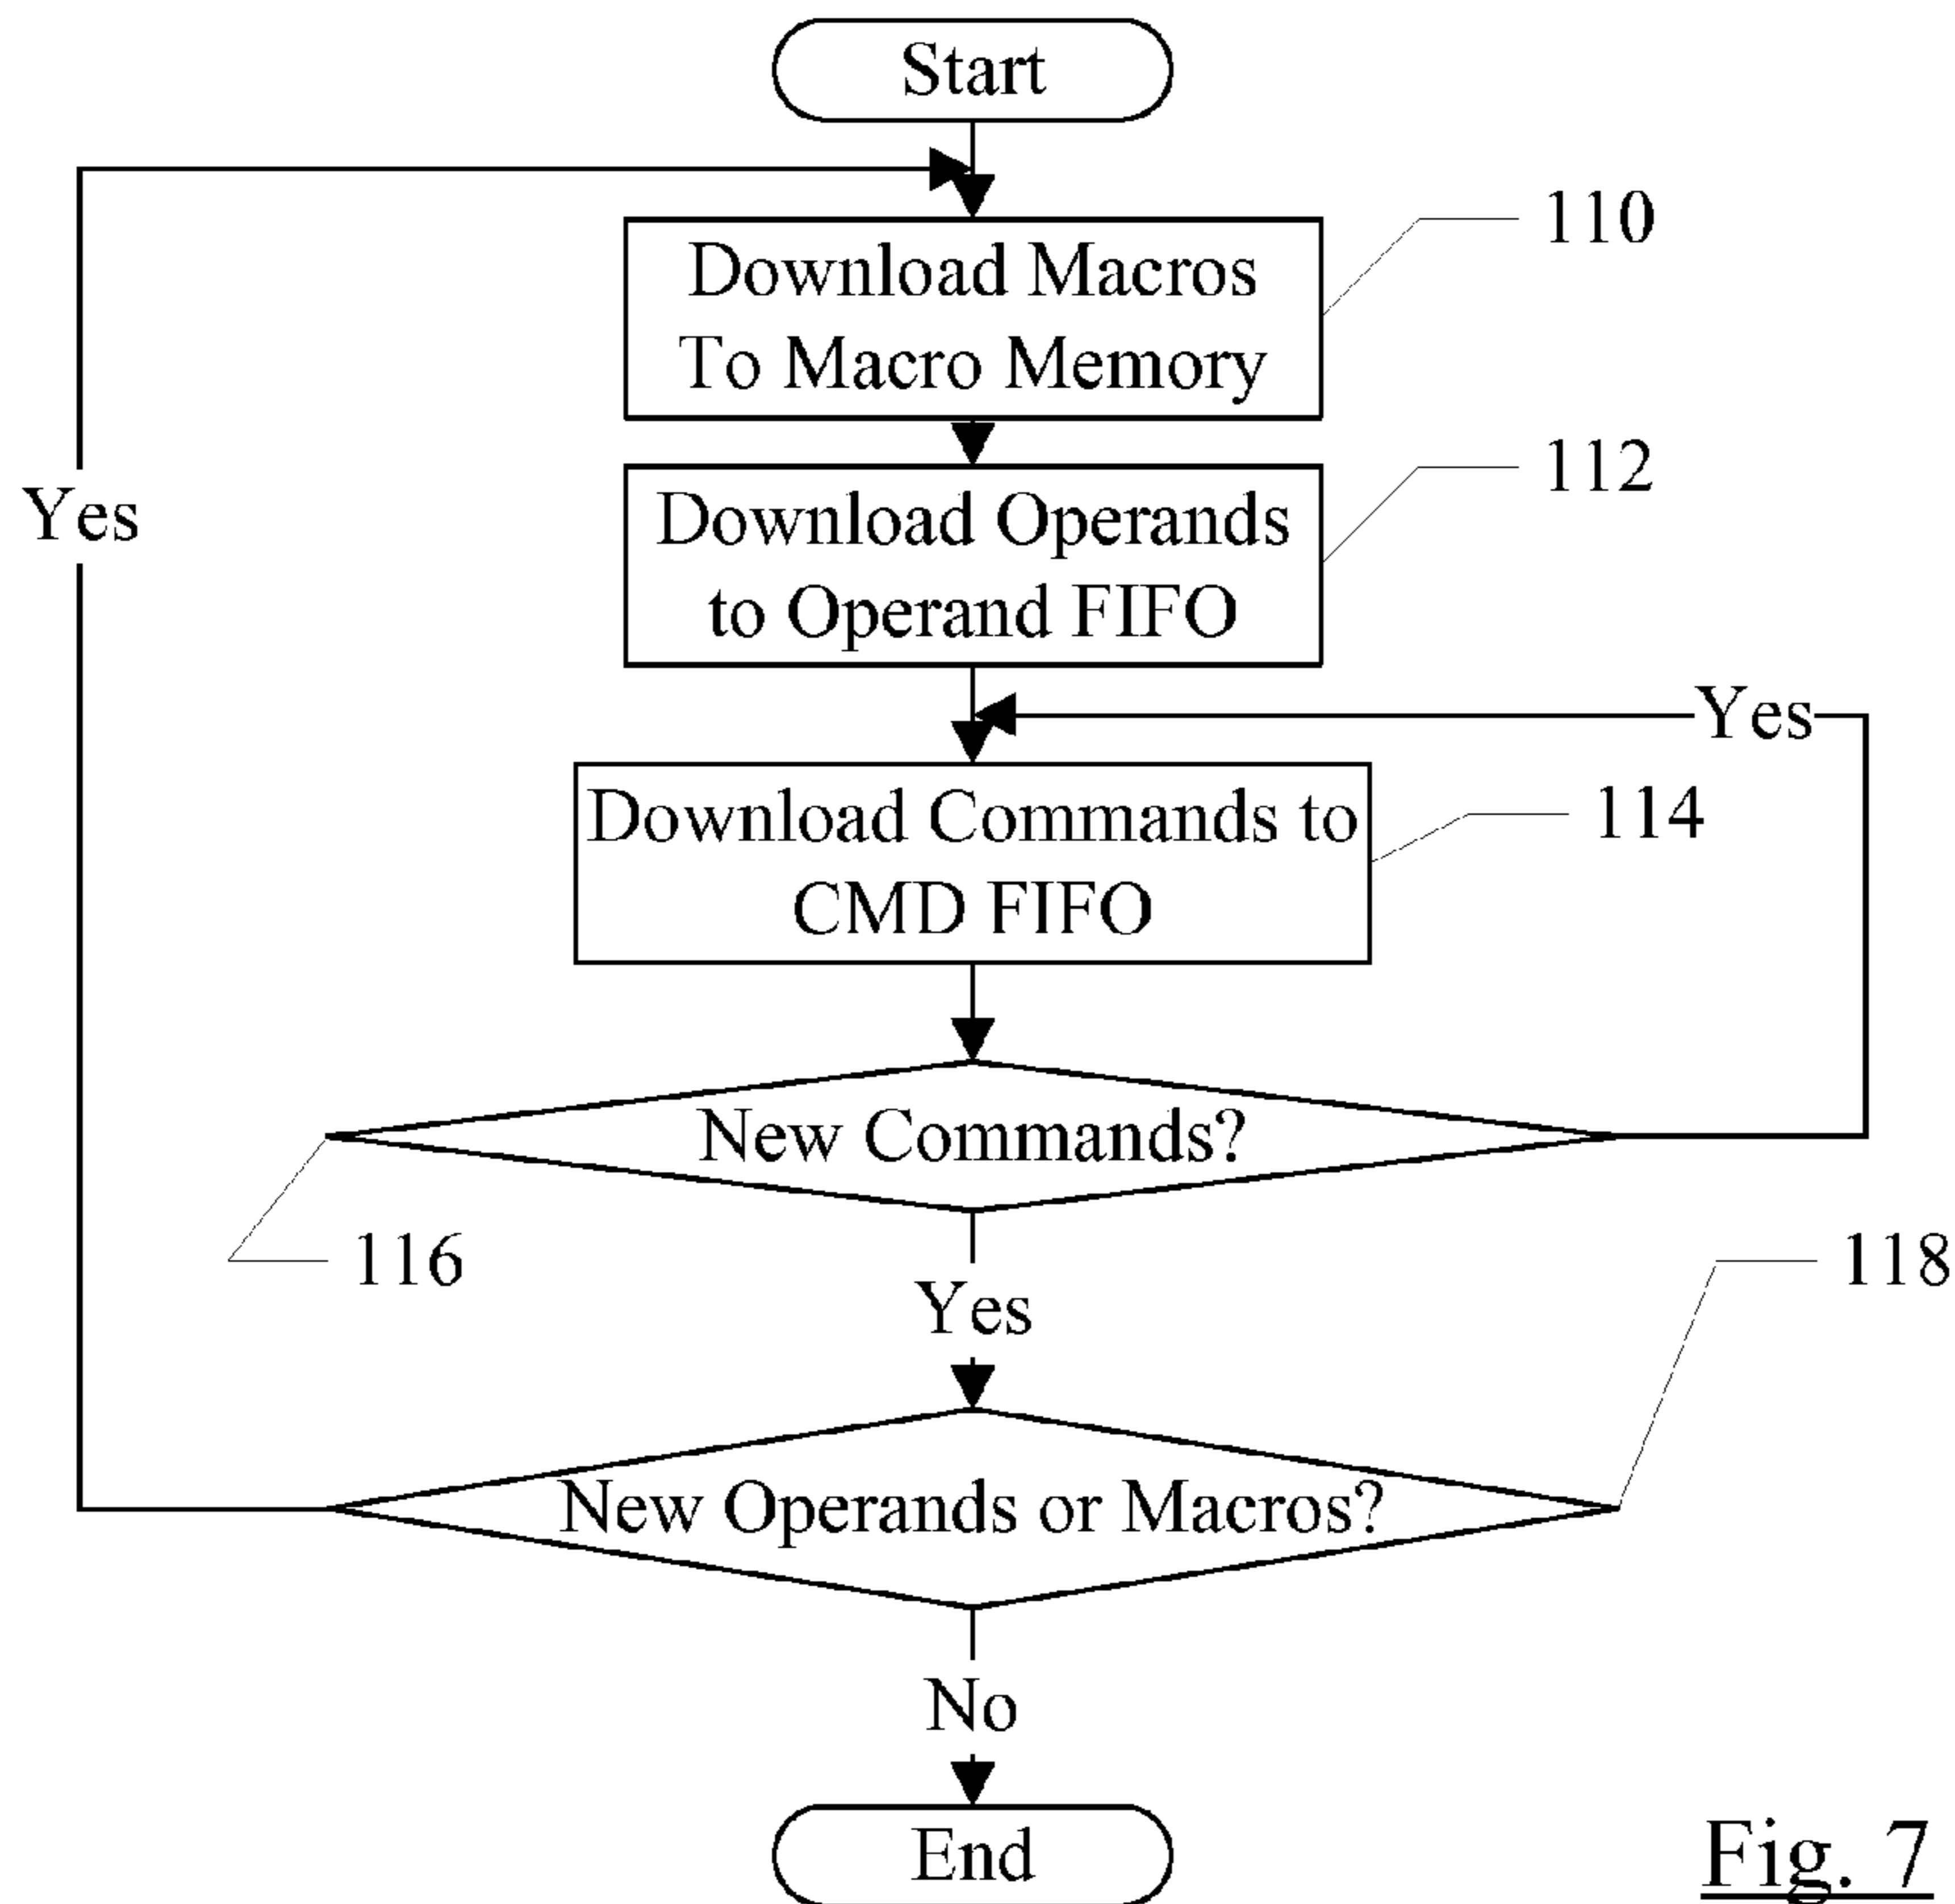 Start
110
Download Macros
To Macro Memory
112
Yes
Download Operands
to Operand FIFO
Yes
114
Download Commands to
CMD FIFO
New Commands?
116
118
Yes
New Operands or Macros?
No
End
Fig. 7